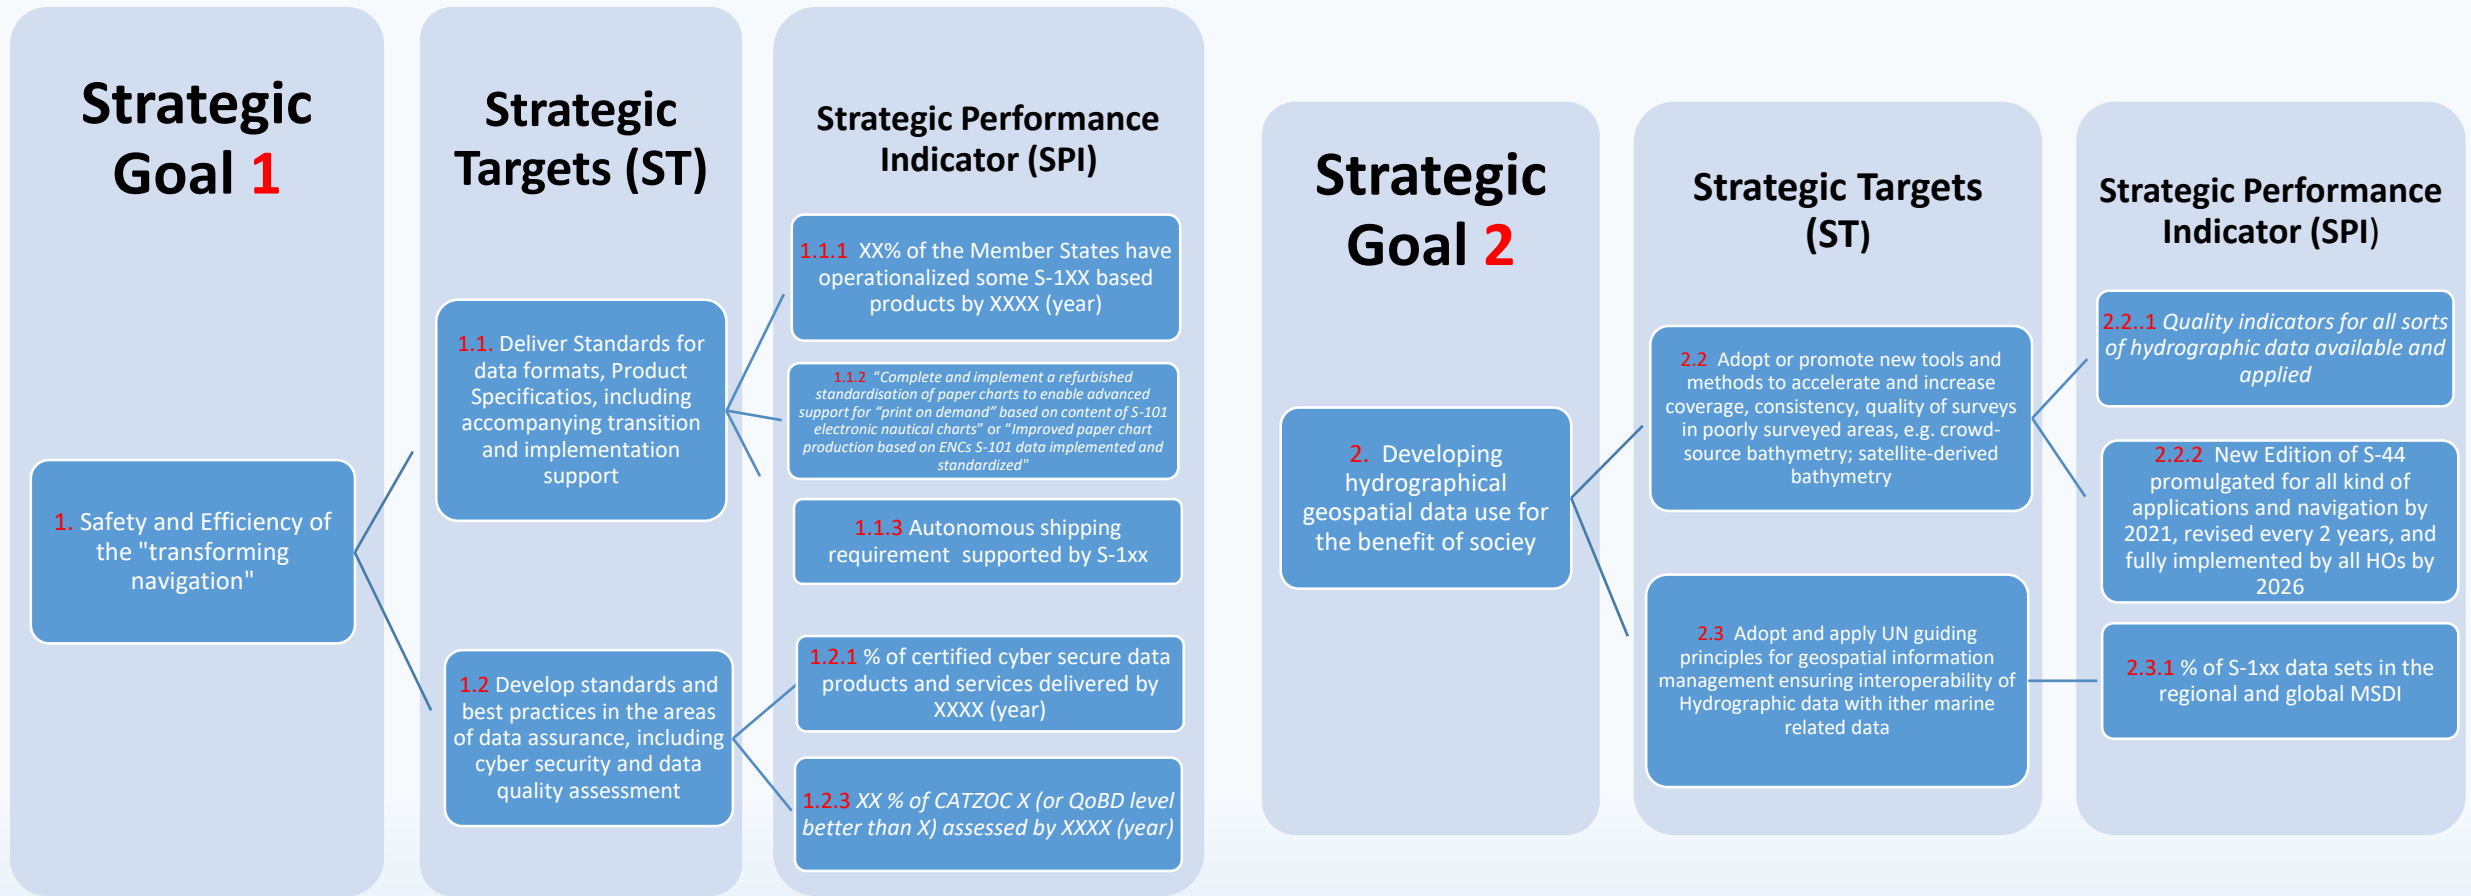 Strategic
Goal 1
1. Safety and Efficiency of
the "transforming
navigation"
Strategic
Targets (ST)
1.1. Deliver Standards for
data formats, Product
Specificatios, including
accompanying transition
and implementation
support
1.2 Develop standards and
best practices in the areas
of data assurance, including
cyber security and data
quality assessment
Strategic Performance
Indicator (SPI)
1.1.1 XX% of the Member States have
operationalized some S-1XX based
products by XXXX (year)
1.1.2 “Complete and implement a refurbished
standardisation of paper charts to enable advanced
support for “print on demand” based on content of S-101
electronic nautical charts” or “Improved paper chart
production based on ENCs S-101 data implemented and
standardized"
1.1.3 Autonomous shipping
requirement supported by S-1xx
1.2.1 % of certified cyber secure data
products and services delivered by
XXXX (year)
1.2.3 XX % of CATZOC X (or QoBD level
better than X) assessed by XXXX (year)
Strategic
Goal 2
2. Developing
hydrographical
geospatial data use for
the benefit of sociey
Strategic Targets
(ST)
2.2 Adopt or promote new tools and
methods to accelerate and increase
coverage, consistency, quality of surveys
in poorly surveyed areas, e.g. crowd-
source bathymetry; satellite-derived
bathymetry
2.3 Adopt and apply UN guiding
principles for geospatial information
management ensuring interoperability of
Hydrographic data with ither marine
related data
Strategic Performance
Indicator (SPI)
2.2..1 Quality indicators for all sorts
of hydrographic data available and
applied
2.2.2 New Edition of S-44
promulgated for all kind of
applications and navigation by
2021, revised every 2 years, and
fully implemented by all HOs by
2026
2.3.1 % of S-1xx data sets in the
regional and global MSDI